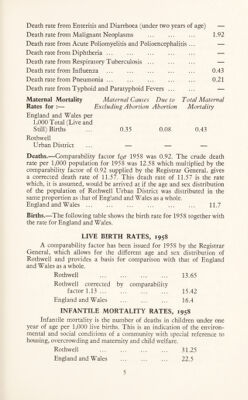 Death rate from Enteritis and Diarrhoea (under two years of age) —
Death rate from Malignant Neoplasms ... ... ... 1.92
Death rate from Acute Poliomyelitis and Polioencephalitis ... —
Death rate from Diphtheria ... ... ... ... ... —
Death rate from Respiratory Tuberculosis ... ... ... —
Death rate from Influenza ... ... ... ... ... 0.43
Death rate from Pneumonia ... ... ... ... ... 0.21
Death rate from Typhoid and Paratyphoid Fevers ... ... —
Maternal Mortality Maternal Causes Due to Total Maternal
Rates for :— Excluding Abortion Abortion Mortality
England and Wales per
1,000 Total (Live and
Still) Births ... 0.35 0.08 0.43
Rothwell
Urban District ... — — —
Deaths.—Comparability factor for 1958 was 0.92. The crude death
rate per 1,000 population for 1958 was 12.58 which multiplied by the
comparability factor of 0.92 supplied by the Registrar General, gives
a corrected death rate of 11.57. This death rate of 11.57 is the rate
which, it is assumed, would be arrived at if the age and sex distribution
of the population of Rothwell Urban District was distributed in the
same proportion as that of England and Wales as a whole.
England and Wales ... ... ... ... ... ... 11.7
Births.—The following table shows the birth rate for 1958 together with
the rate for England and Wales.
LIVE BIRTH RATES, 1958
A comparability factor has been issued for 1958 by the Registrar
General, which allows for the different age and sex distribution of
Rothwell and provides a basis for comparison with that of England
and Wales as a whole.
Rothwell ... ... ... ... 13.65
Rothwell corrected by comparability
factor 1.13 ... ... ... ... 15.42
England and Wales ... ... ... 16.4
INFANTILE MORTALITY RATES, 1958
Infantile mortality is the number of deaths in children under one
year of age per 1,000 live births. This is an indication of the environ-
mental and social conditions of a community with special reference to
housing, overcrowding and maternity and child welfare.
Rothwell ... ... ... ... 31.25
England and Wales ... ... ... 22.5
5